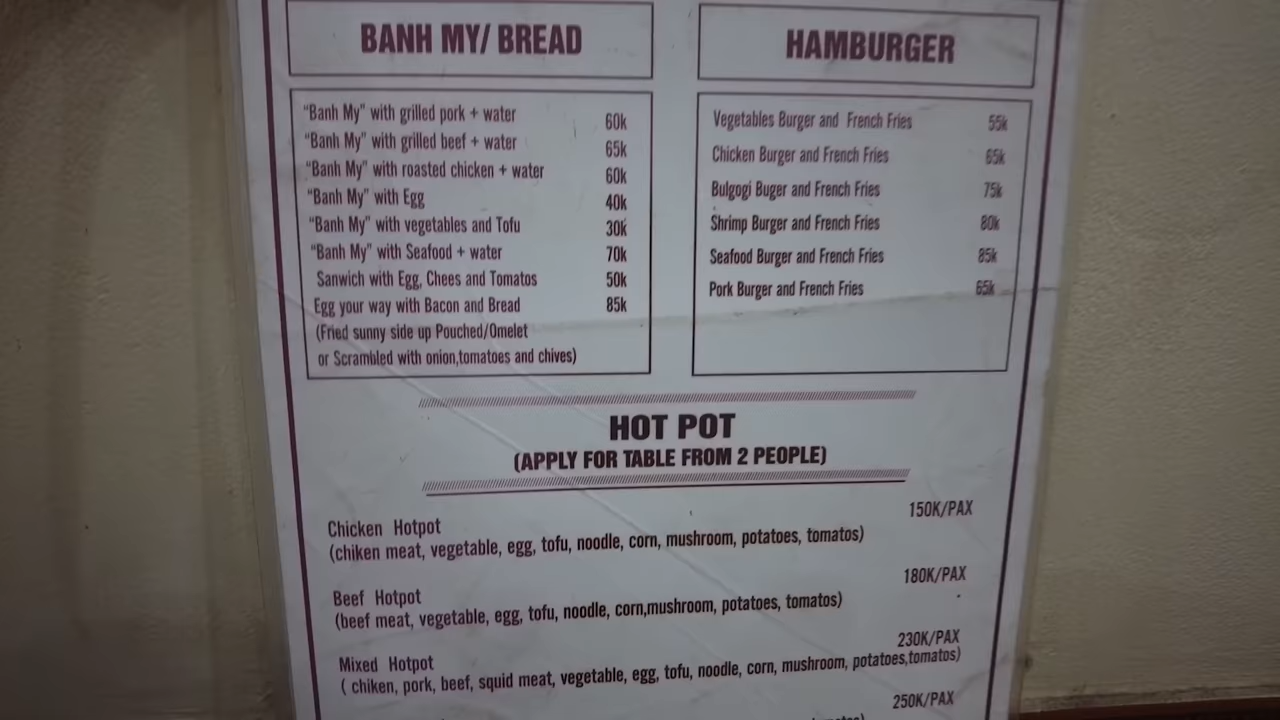 BANH MY/ BREAD
"Banh My" with grilled pork + water 60k
"Banh My" with grilled beef + water 65k
"Banh My" with roasted chicken + water 60k
"Banh My" with Egg 40k
"Banh My" with vegetables and Tofu 30k
"Banh My" with Seafood + water 70k
Sanwich with Egg, Chees and Tomatos 50k
Egg your way with Bacon and Bread 85k
(Fried sunny side up Pouched/Omelet
or Scrambled with onion,tomatoes and chives)
HAMBURGER
Vegetables Burger and French Fries 55k
Chicken Burger and French Fries 65k
Bulgogi Buger and French Fries 75k
Shrimp Burger and French Fries 80k
Seafood Burger and French Fries 85k
Pork Burger and French Fries 65k
HOT POT
(APPLY FOR TABLE FROM 2 PEOPLE)
150K/PAX
Chicken Hotpot
(chiken meat, vegetable, egg, tofu, noodle, corn, mushroom, potatoes, tomatos)
180K/PAX
Beef Hotpot
(beef meat, vegetable, egg, tofu, noodle, corn,mushroom, potatoes, tomatos)
230K/PAX
Mixed Hotpot
( chiken, pork, beef, squid meat, vegetable, egg, tofu, noodle, corn, mushroom, potatoes,tomatos)
250K/PAX